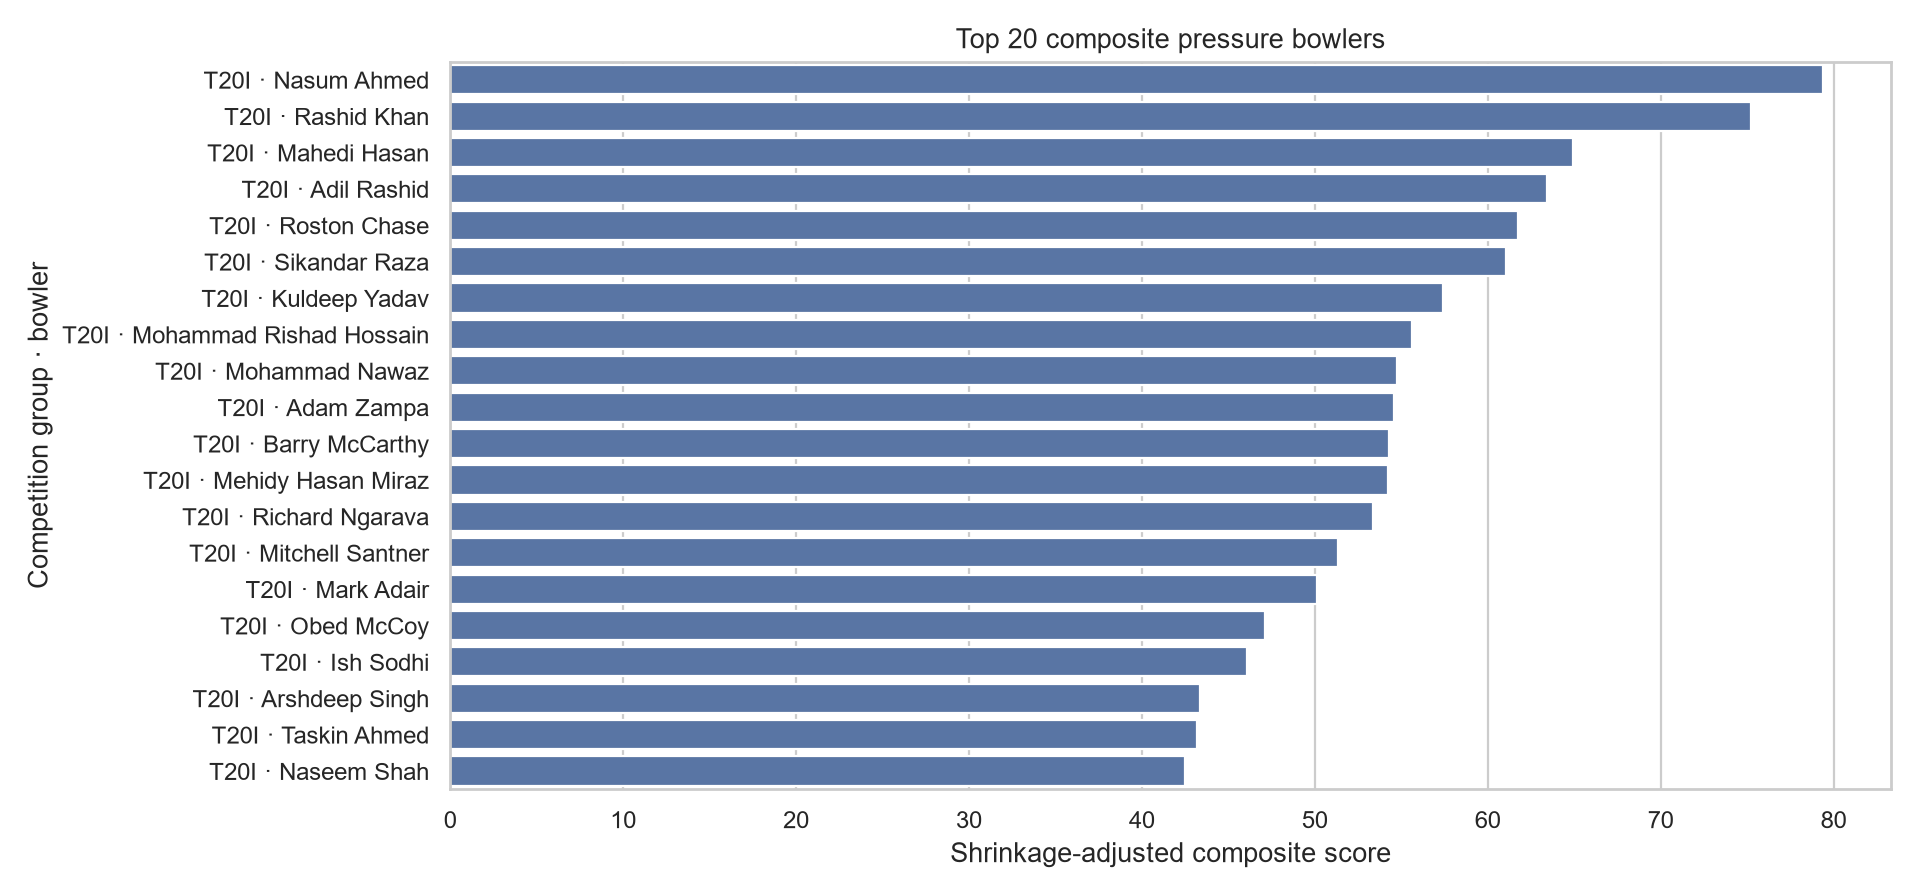 Top 20 composite pressure bowlers
Competition group · bowler
T20I · Nasum Ahmed
T20I · Rashid Khan
T20I · Mahedi Hasan
T20I · Adil Rashid
T20I · Roston Chase
T20I · Sikandar Raza
T20I · Kuldeep Yadav
T20I · Mohammad Rishad Hossain
T20I · Mohammad Nawaz
T20I · Adam Zampa
T20I · Barry McCarthy
T20I · Mehidy Hasan Miraz
T20I · Richard Ngarava
T20I · Mitchell Santner
T20I · Mark Adair
T20I · Obed McCoy
T20I · Ish Sodhi
T20I · Arshdeep Singh
T20I · Taskin Ahmed
T20I · Naseem Shah
0 10 20 30 40 50 60 70 80
Shrinkage-adjusted composite score